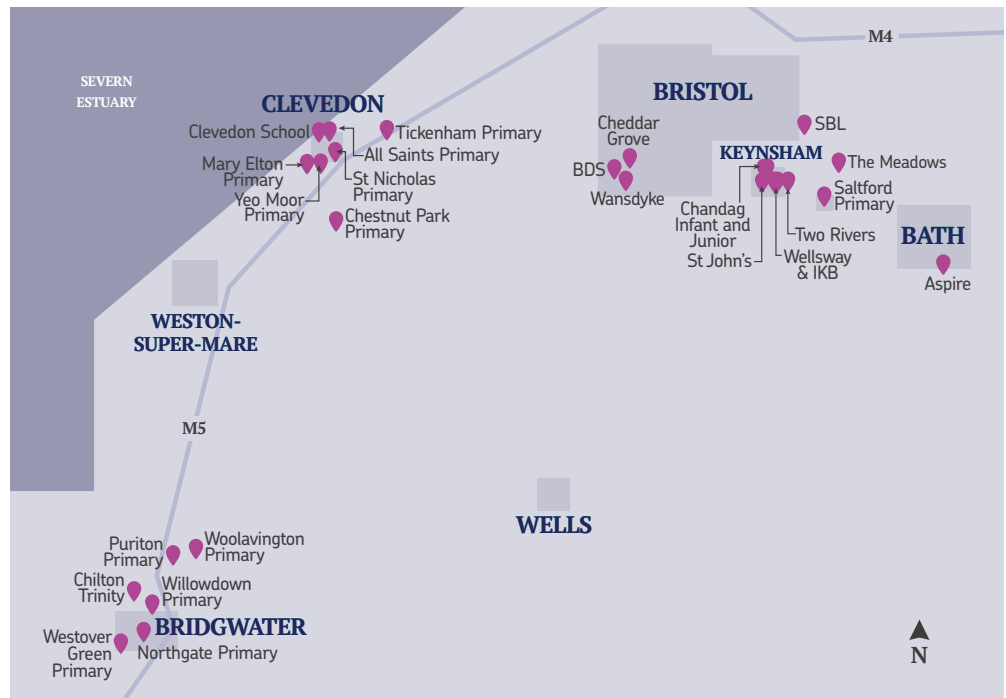 M4
SEVERN
ESTUARY
BRISTOL
CLEVEDON
Clevedon School
Tickenham Primary
All Saints Primary
Mary Elton
Primary
St Nicholas
Primary
Yeo Moor
Primary
Chestnut Park
Primary
Cheddar
Grove
BDS
Wansdyke
SBL
KEYNSHAM
The Meadows
Saltford
Primary
Chandag
Infant and
Junior
St John's
Two Rivers
Wellsway
& IKB
BATH
Aspire
WESTON-
SUPER-MARE
M5
WELLS
Puriton
Primary
Woolavington
Primary
Chilton
Trinity
Willowdown
Primary
BRIDGWATER
Westover
Green
Primary
Northgate Primary
N